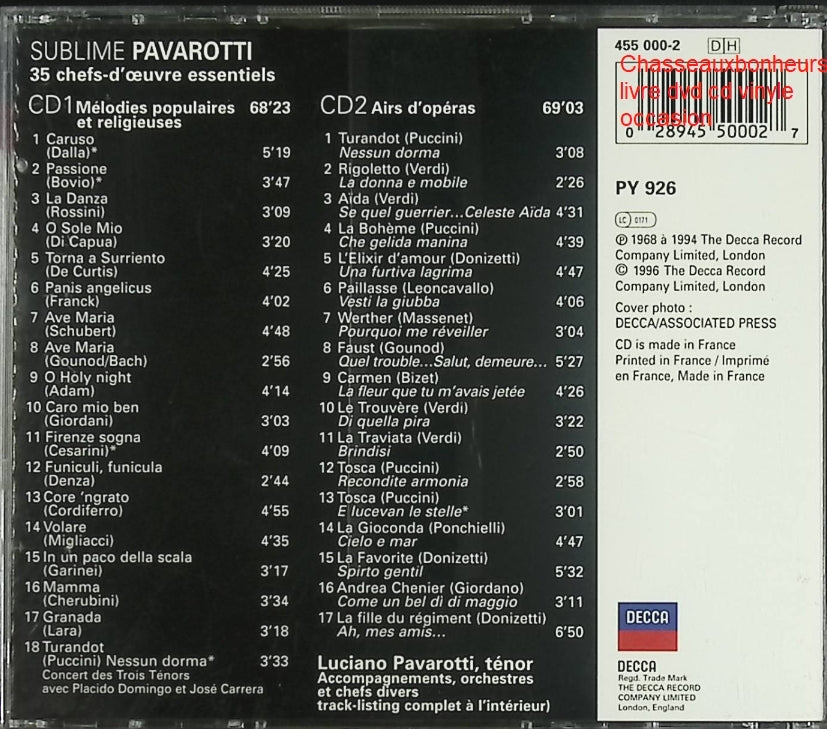 SUBLIME PAVAROTTI
35 chefs-d'œuvre essentiels
CD1 Mélodies populaires 68'23
et religieuses
1 Caruso
(Dalla)* 5'19
2 Passione
(Bovio)* 3'47
3 La Danza
(Rossini) 3'09
4 O Sole Mio
(Di Capua) 3'20
5 Torna a Surriento
(De Curtis) 4'25
6 Panis angelicus
(Franck) 4'02
7 Ave Maria
(Schubert) 4'48
8 Ave Maria
(Gounod/Bach) 2'56
9 O Holy night
(Adam) 4'14
10 Caro mio ben
(Giordani) 3'03
11 Firenze sogna
(Cesarini)* 4'09
12 Funiculi, funicula
(Denza) 2'44
13 Core 'ngrato
(Cordiferro) 4'55
14 Volare
(Migliacci) 4'35
15 In un paco della scala
(Garinei) 3'17
16 Mamma
(Cherubini) 3'34
17 Granada
(Lara) 3'18
18 Turandot
(Puccini) Nessun dorma* 3'33
Concert des Trois Ténors
avec Placido Domingo et José Carrera
CD2 Airs d'opéras 69'03
1 Turandot (Puccini)
Nessun dorma 3'08
2 Rigoletto (Verdi)
La donna e mobile 2'26
3 Aïda (Verdi)
Se quel guerrier...Celeste Aïda 4'31
4 La Bohème (Puccini)
Che gelida manina 4'39
5 L'Elixir d'amour (Donizetti)
Una furtiva lagrima 4'47
6 Paillasse (Leoncavallo)
Vesti la giubba 4'06
7 Werther (Massenet)
Pourquoi me réveiller 3'04
8 Faust (Gounod)
Quel trouble...Salut, demeure... 5'27
9 Carmen (Bizet)
La fleur que tu m'avais jetée 4'26
10 Le Trouvère (Verdi)
Di quella pira 3'22
11 La Traviata (Verdi)
Brindisi 2'50
12 Tosca (Puccini)
Recondite armonia 2'58
13 Tosca (Puccini)
E lucevan le stelle* 3'01
14 La Gioconda (Ponchielli)
Cielo e mar 4'47
15 La Favorite (Donizetti)
Spirto gentil 5'32
16 Andrea Chenier (Giordano)
Come un bel dì di maggio 3'11
17 La fille du régiment (Donizetti)
Ah, mes amis... 6'50
Luciano Pavarotti, ténor
Accompagnements, orchestres
et chefs divers
track-listing complet à l'intérieur)
455 000-2 DH
Chasseauxbonheurs
livre dvd cd vinyle
occasion
0 28945 50002 7
PY 926
LC 0171
℗ 1968 à 1994 The Decca Record
Company Limited, London
© 1996 The Decca Record
Company Limited, London
Cover photo :
DECCA/ASSOCIATED PRESS
CD is made in France
Printed in France / Imprimé
en France, Made in France
DECCA
DECCA
Regd. Trade Mark
THE DECCA RECORD
COMPANY LIMITED
London, England